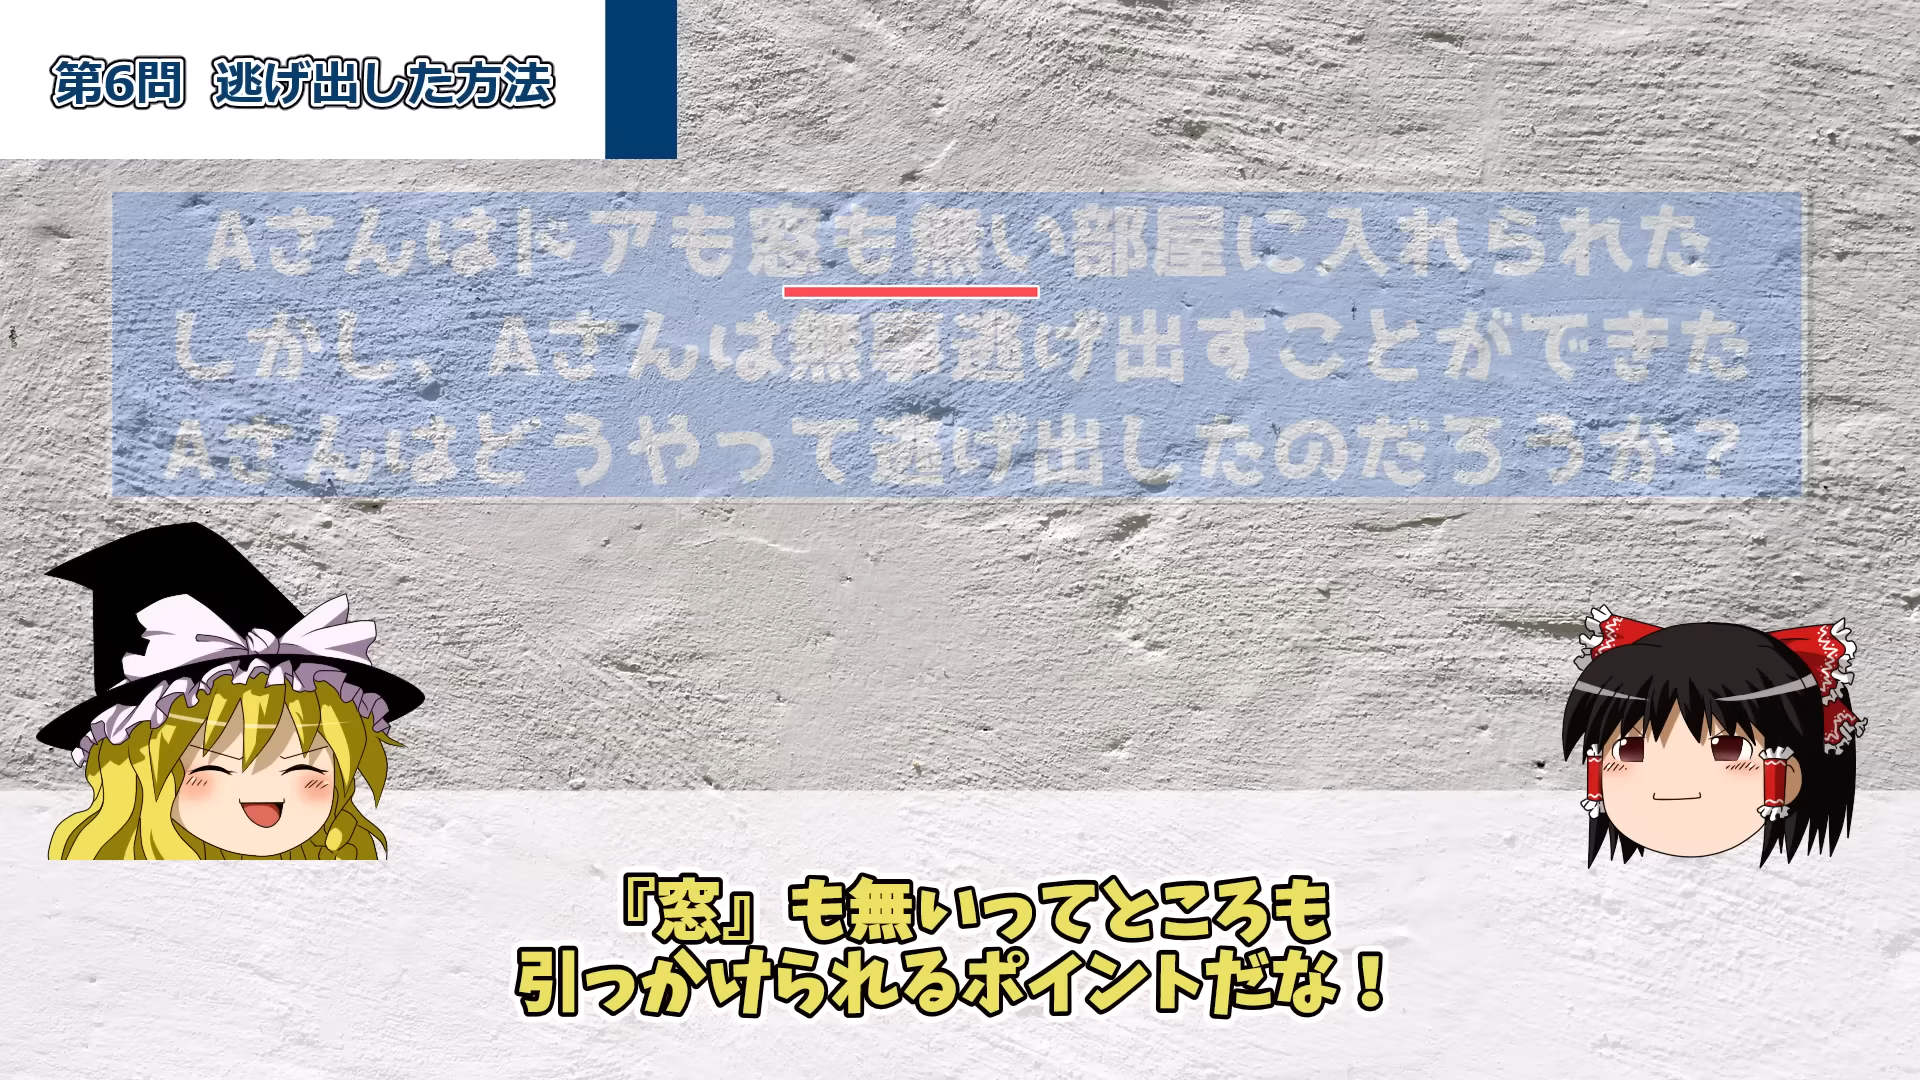 第6問 逃げ出した方法
Aさんはドアも窓も無い部屋に入れられた
しかし、Aさんは無事逃げ出すことができた
Aさんはどうやって逃げ出したのだろうか？
『窓』も無いってところも
引っかけられるポイントだな！